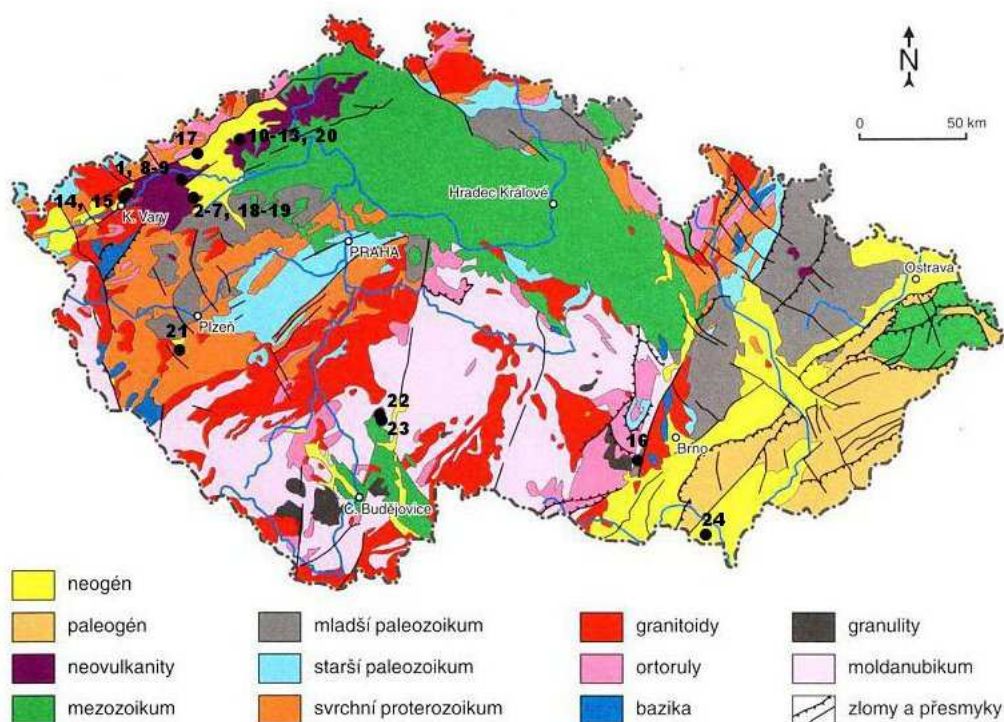 N
0 50 km
17
10-13, 20
1, 8-9
14, 15
K. Vary
2-7, 18-19
Hradec Králové
PRAHA
Ostrava
Plzeň
21
22
23
16
Brno
Č. Budějovice
24
neogén
paleogén
neovulkanity
mezozoikum
mladší paleozoikum
starší paleozoikum
svrchní proterozoikum
granitoidy
ortoruly
bazika
granulity
moldanubikum
zlomy a přesmyky